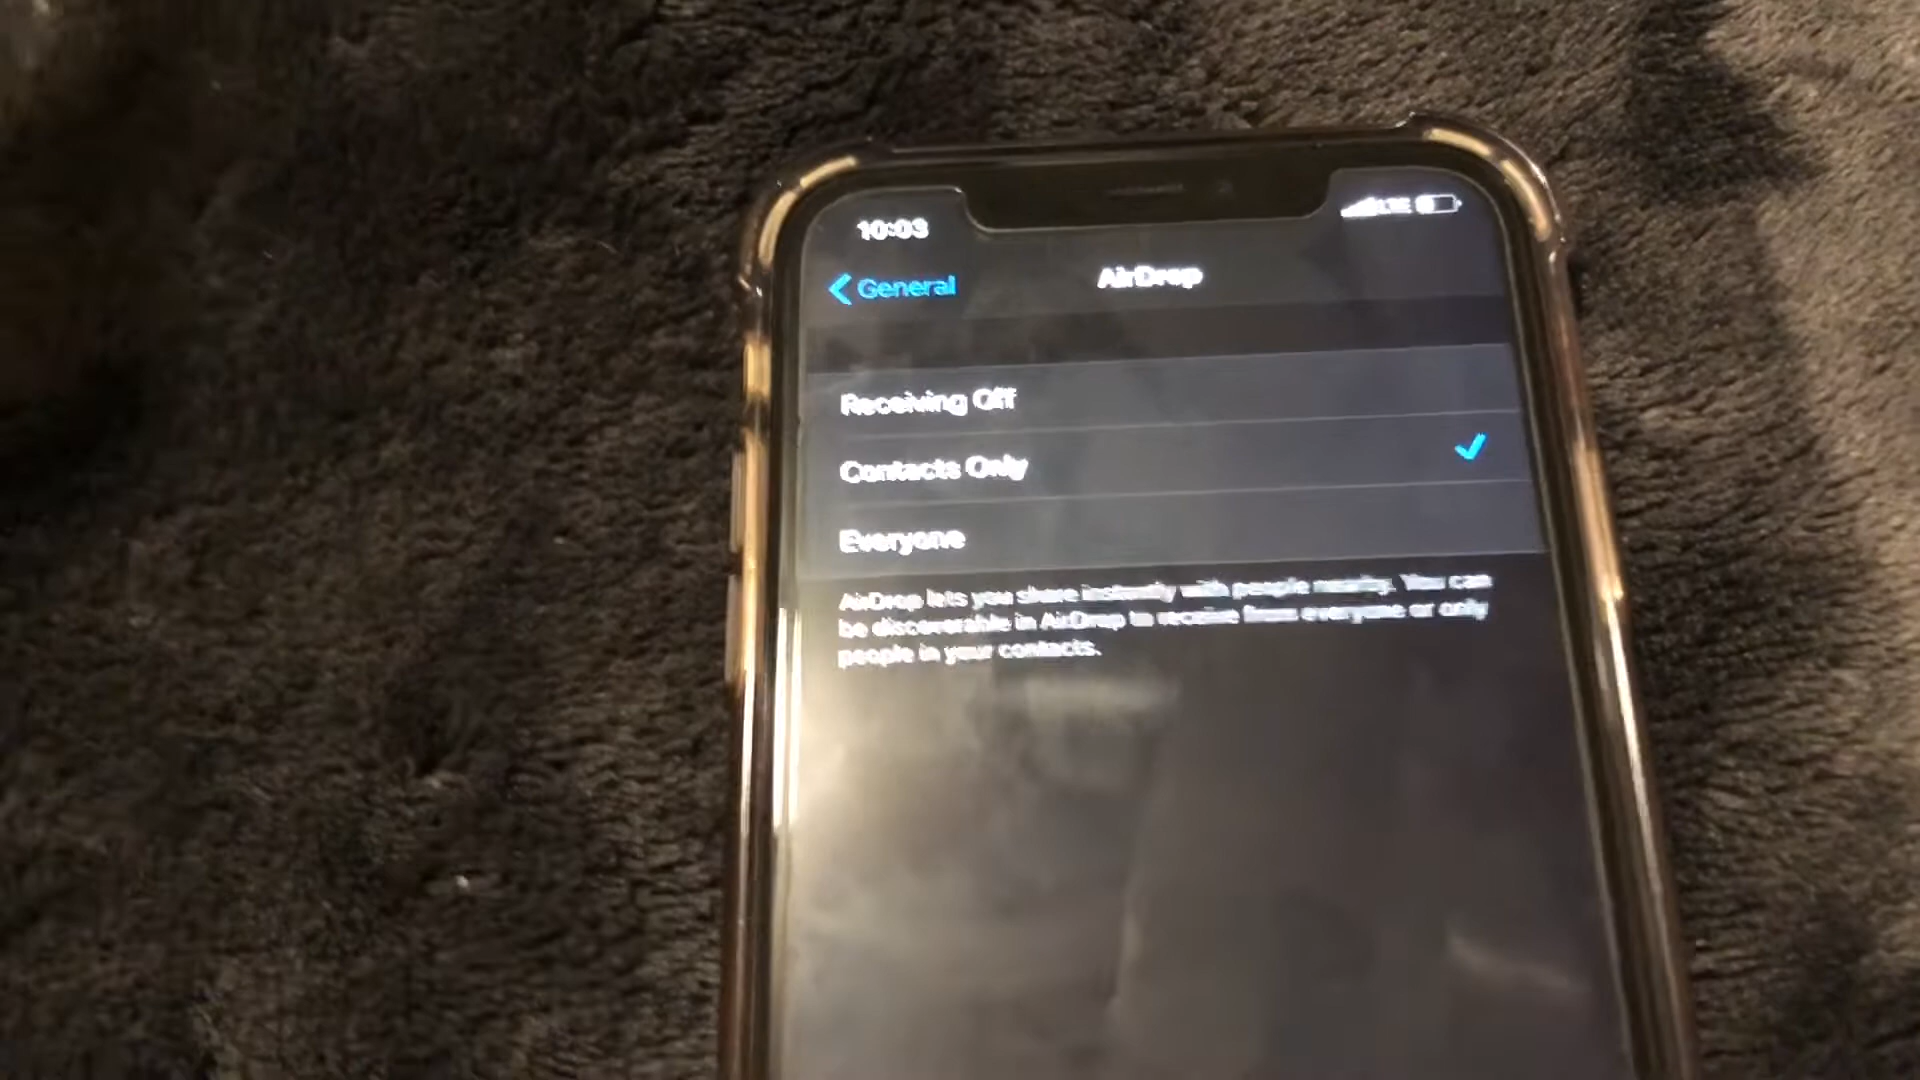 10:03
LTE
General
AirDrop
Receiving Off
Contacts Only
Everyone
AirDrop lets you share instantly with people nearby. You can
be discoverable in AirDrop to receive from everyone or only
people in your contacts.